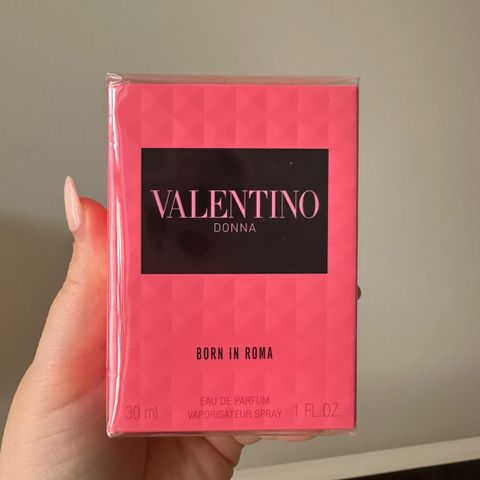 VALENTINO
DONNA
BORN IN ROMA
EAU DE PARFUM
30 ml VAPORISATEUR SPRAY 1 FL.OZ.